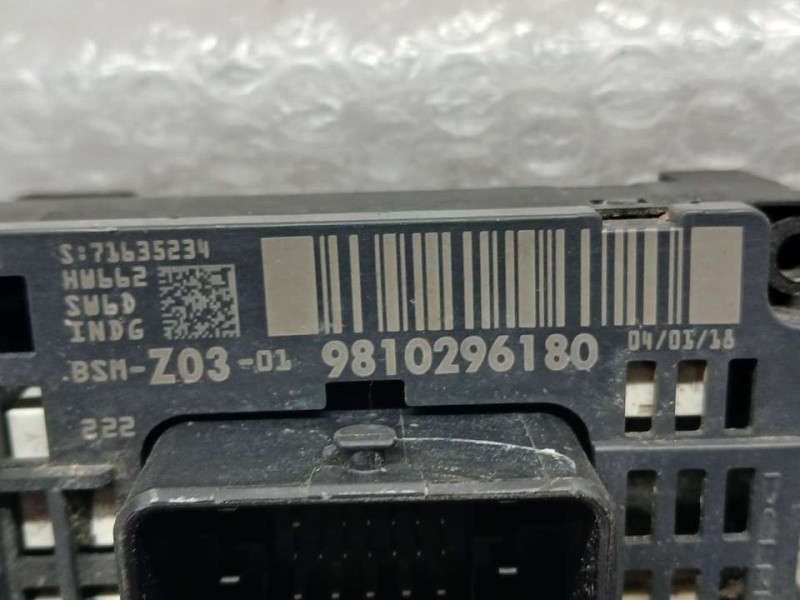 S:71635234
HW662
SW6D
INDG
BSM-Z03-01 9810296180 04/01/18
222